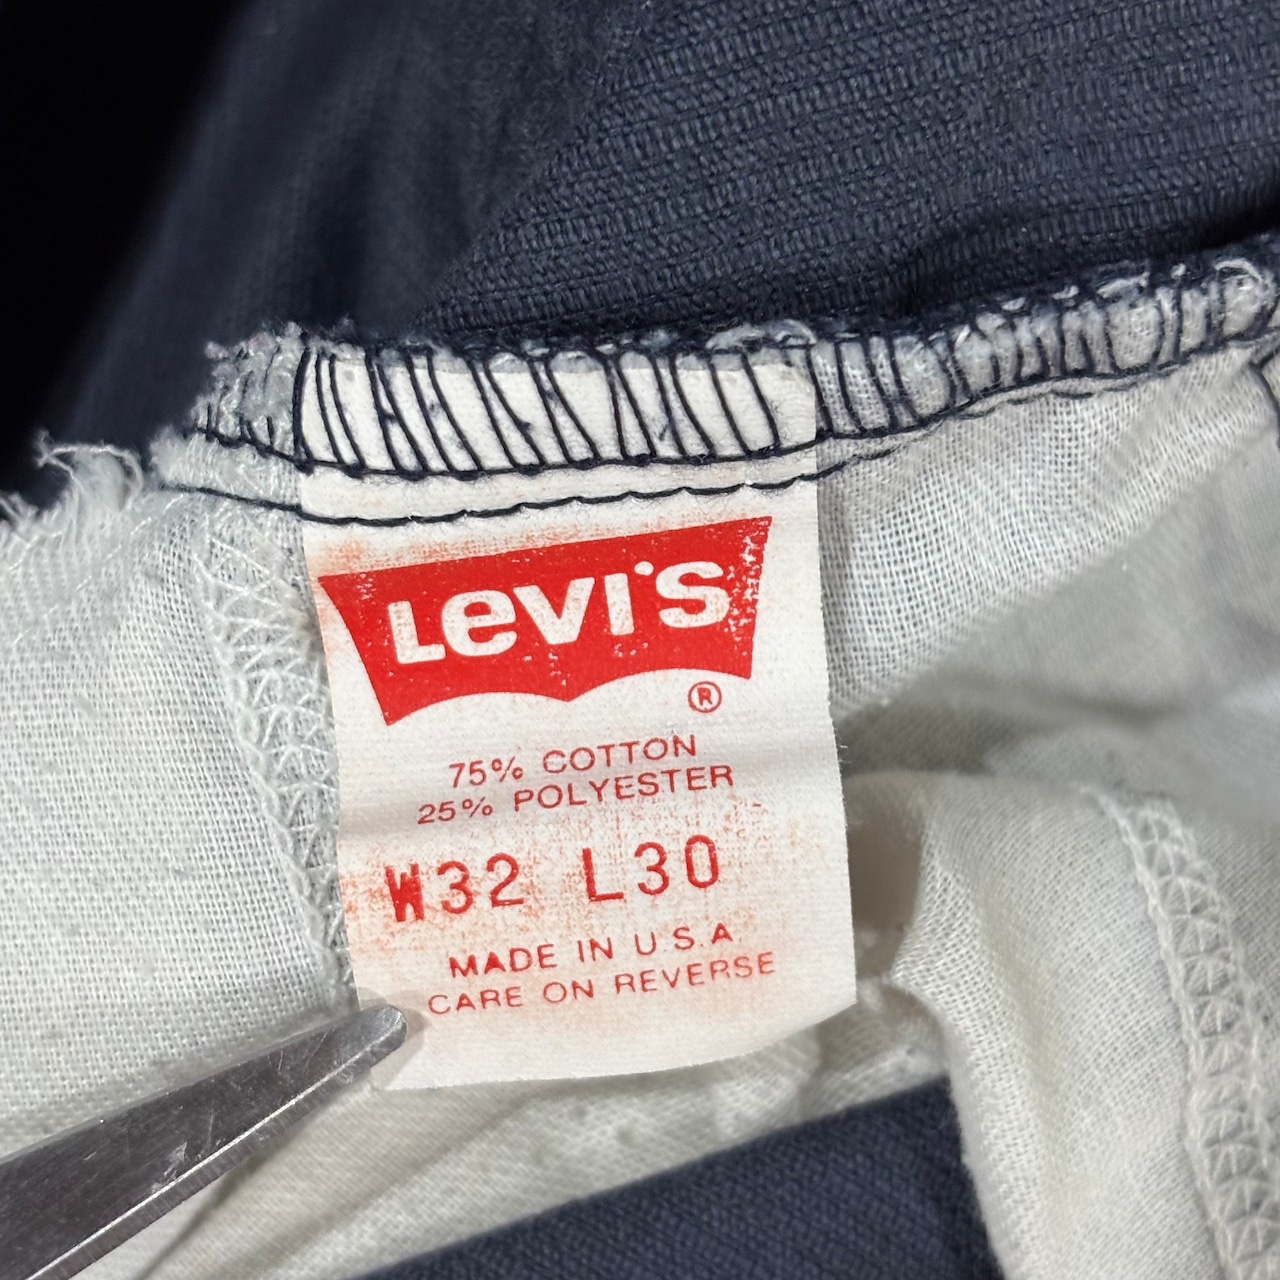 Levi's
®
75% COTTON
25% POLYESTER
W32 L30
MADE IN U.S.A
CARE ON REVERSE